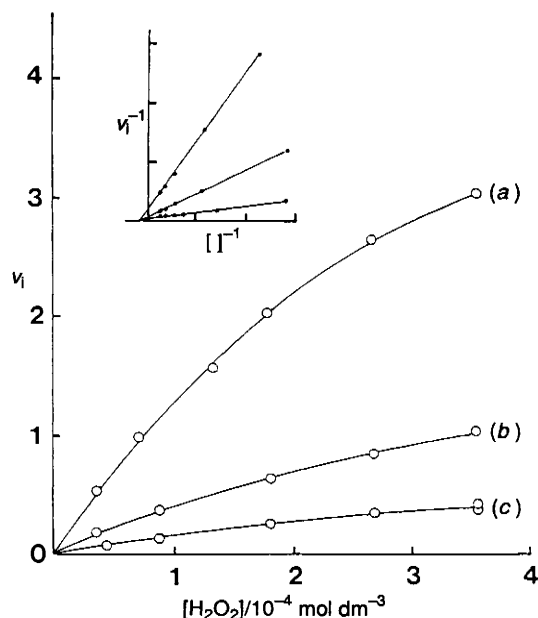 4
3
2
1
0
v_i
v_i^{-1}
[ ]^{-1}
(a)
(b)
(c)
1 2 3 4
[H₂O₂]/10⁻⁴ mol dm⁻³